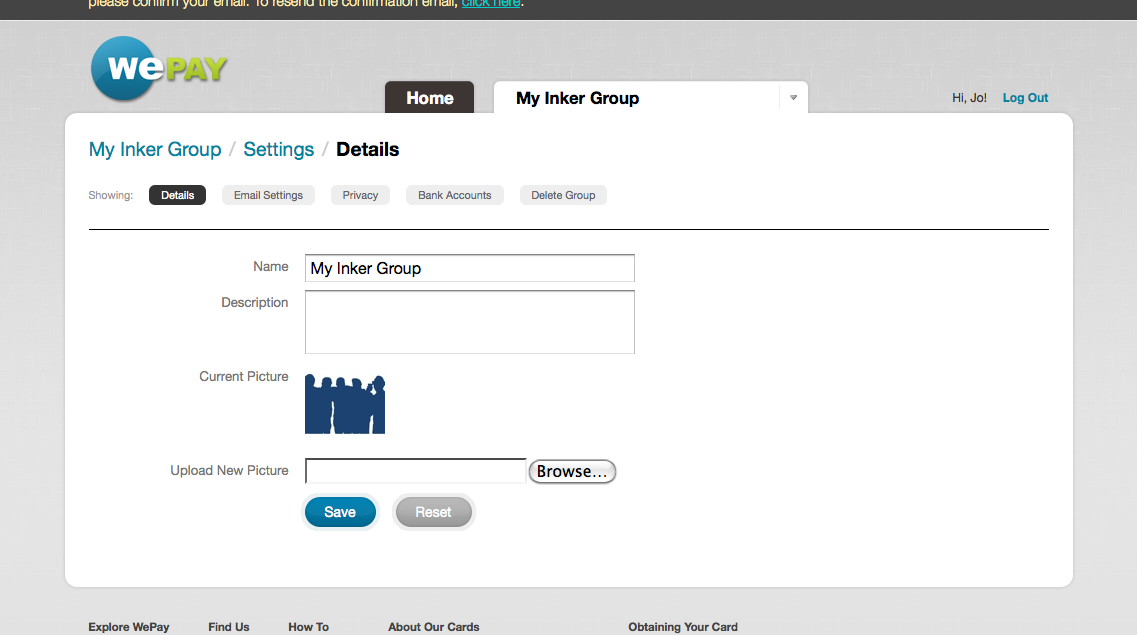 please confirm your email. To resend the confirmation email, click here.
wePAY
Home
My Inker Group
Hi, Jo! Log Out
My Inker Group / Settings / Details
Showing: Details Email Settings Privacy Bank Accounts Delete Group
Name My Inker Group
Description
Current Picture
Upload New Picture Browse...
Save Reset
Explore WePay Find Us How To About Our Cards Obtaining Your Card